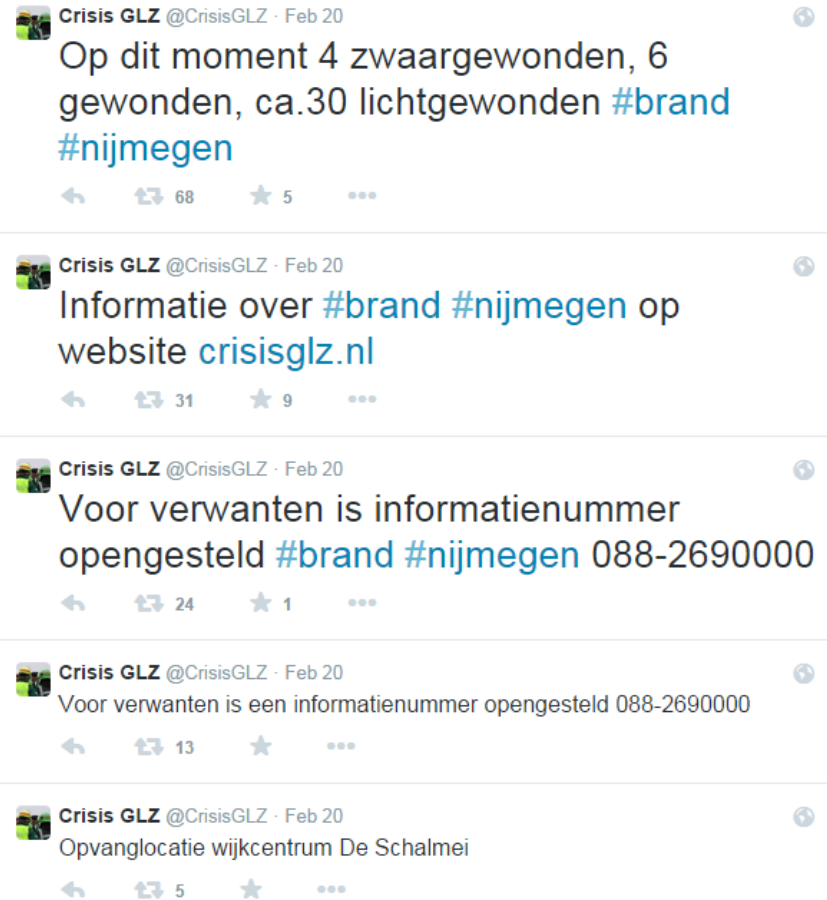 Crisis GLZ @CrisisGLZ · Feb 20
Op dit moment 4 zwaargewonden, 6
gewonden, ca.30 lichtgewonden #brand
#nijmegen
68 5
Crisis GLZ @CrisisGLZ · Feb 20
Informatie over #brand #nijmegen op
website crisisglz.nl
31 9
Crisis GLZ @CrisisGLZ · Feb 20
Voor verwanten is informatienummer
opengesteld #brand #nijmegen 088-2690000
24 1
Crisis GLZ @CrisisGLZ · Feb 20
Voor verwanten is een informatienummer opengesteld 088-2690000
13
Crisis GLZ @CrisisGLZ · Feb 20
Opvanglocatie wijkcentrum De Schalmei
5